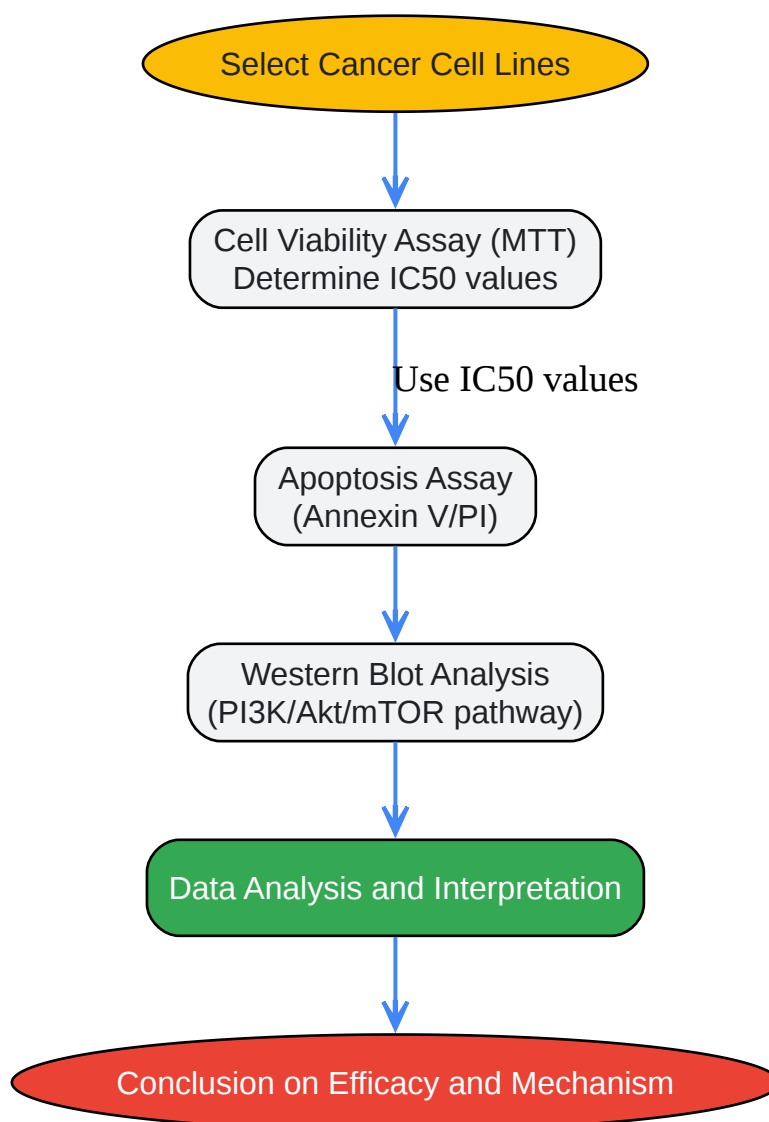 Select Cancer Cell Lines
Cell Viability Assay (MTT)
Determine IC50 values
Use IC50 values
Apoptosis Assay
(Annexin V/PI)
Western Blot Analysis
(PI3K/Akt/mTOR pathway)
Data Analysis and Interpretation
Conclusion on Efficacy and Mechanism